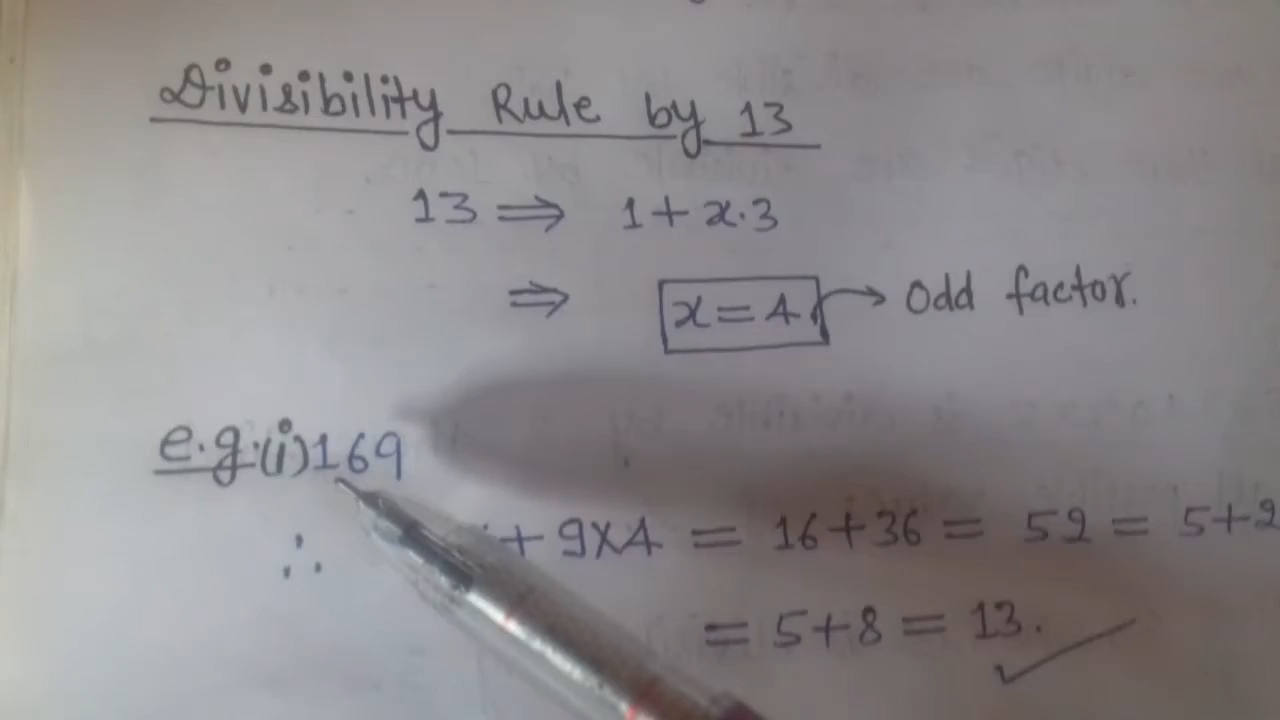 Divisibility Rule by 13
13 ⇒ 1 + x.3
⇒ x = 4 → Odd factor.
e.g. (i) 169
∴ + 9×4 = 16+36 = 52 = 5+2
= 5+8 = 13. ✓